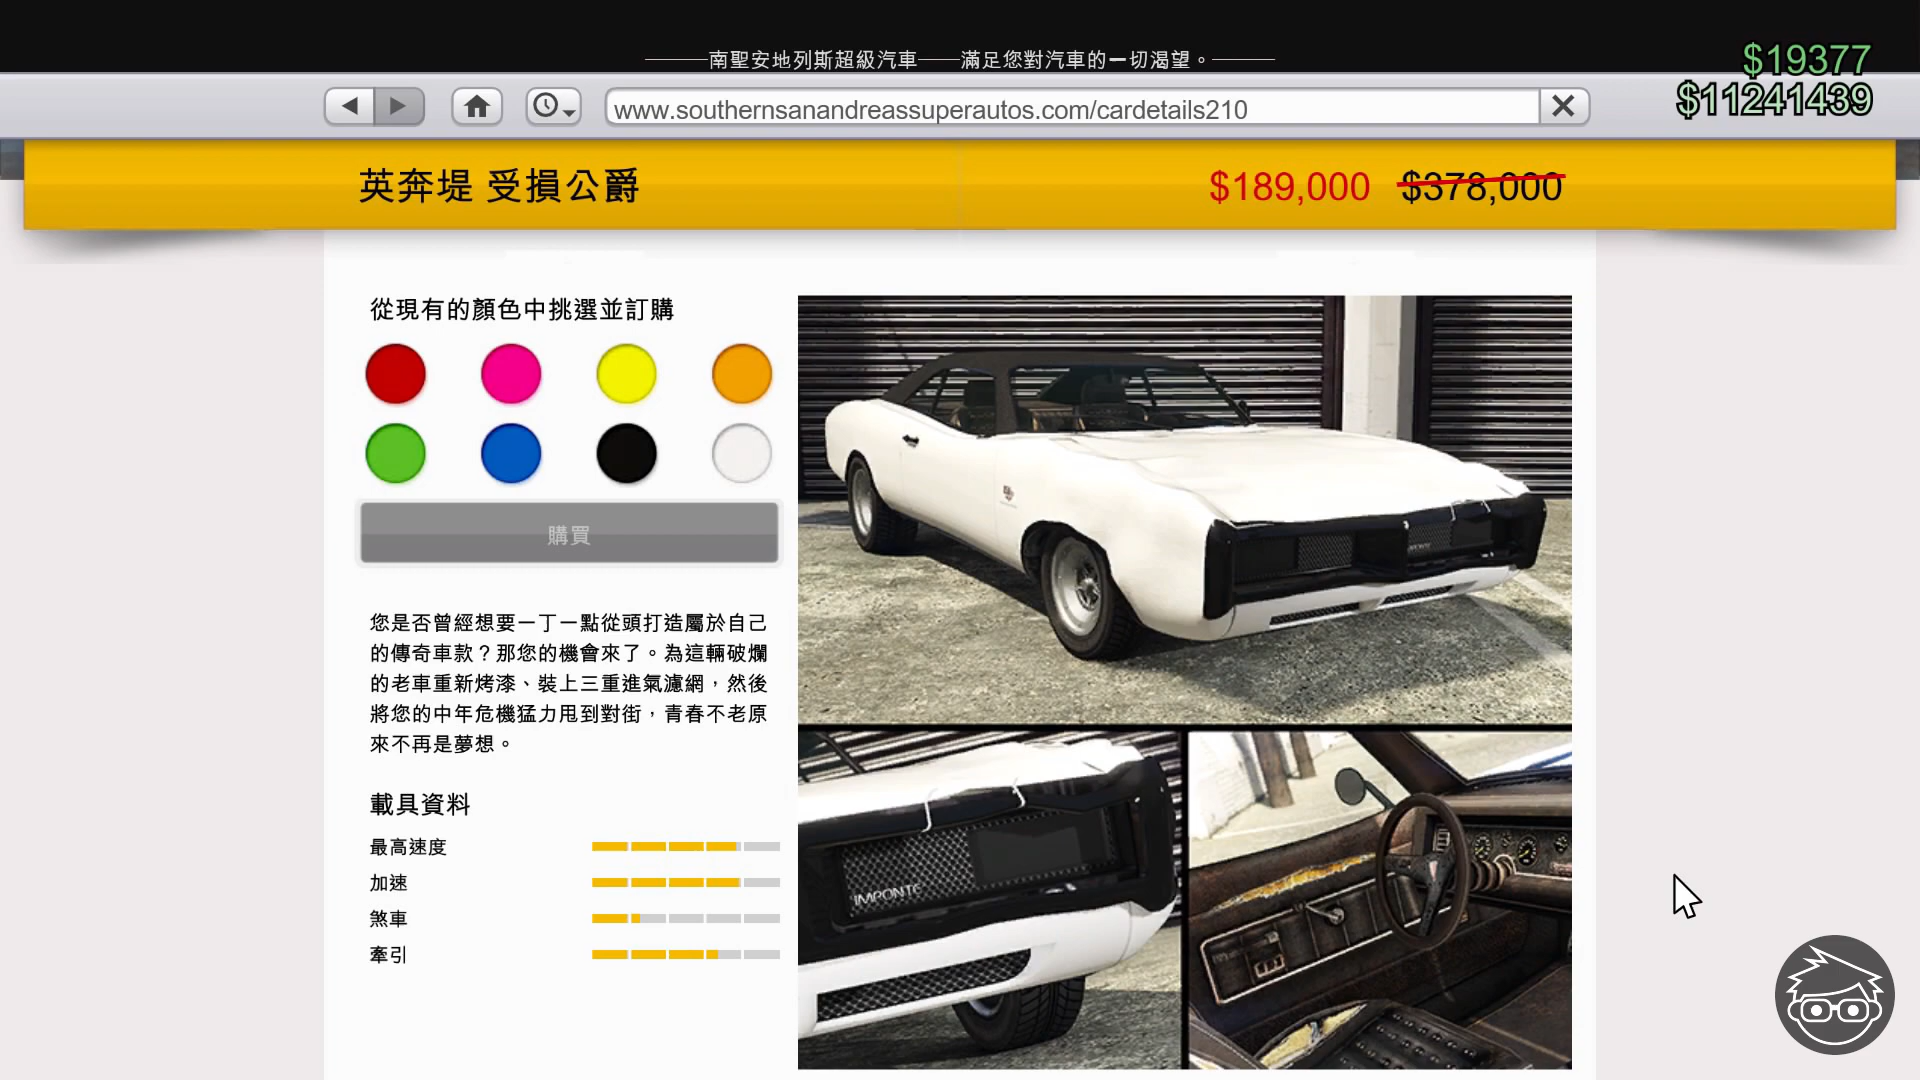 南聖安地列斯超級汽車——滿足您對汽車的一切渴望。
$19377
$11241439
www.southernsanandreassuperautos.com/cardetails210
英奔堤 受損公爵
$189,000 $378,000
從現有的顏色中挑選並訂購
購買
您是否曾經想要一丁一點從頭打造屬於自己
的傳奇車款？那您的機會來了。為這輛破爛
的老車重新烤漆、裝上三重進氣濾網，然後
將您的中年危機猛力甩到對街，青春不老原
來不再是夢想。
載具資料
最高速度
加速
煞車
牽引
IMPONTE